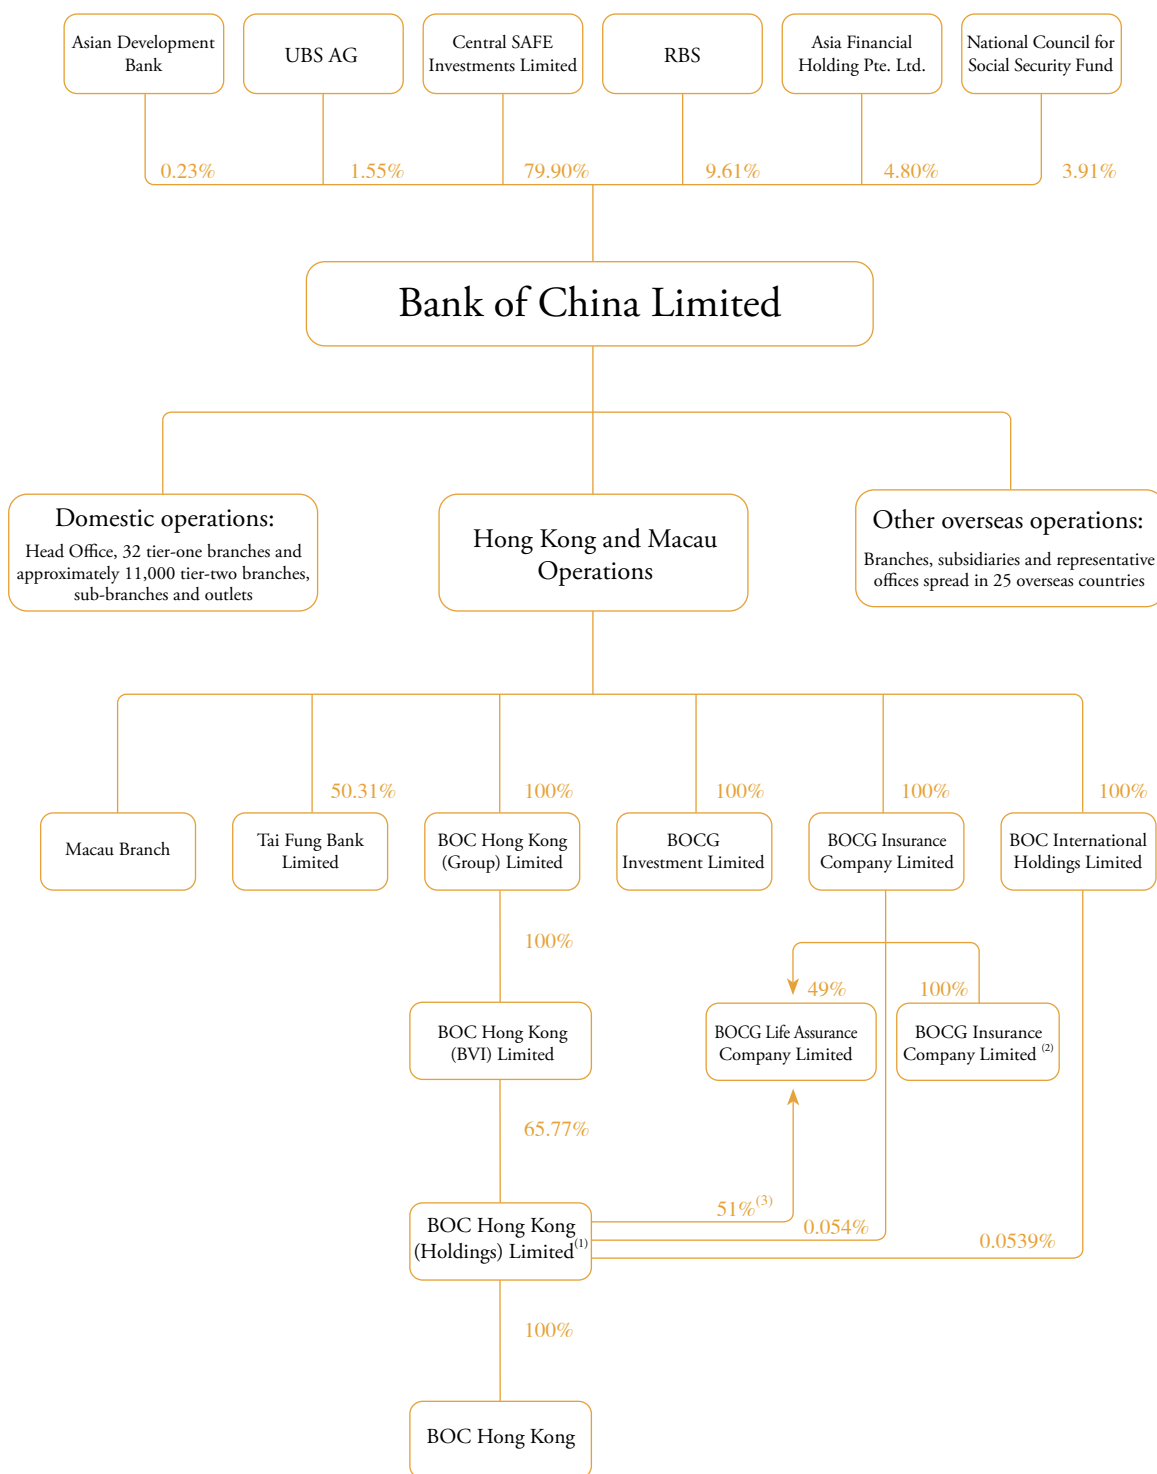 Asian Development
Bank
UBS AG
Central SAFE
Investments Limited
RBS
Asia Financial
Holding Pte. Ltd.
National Council for
Social Security Fund
0.23%
1.55%
79.90%
9.61%
4.80%
3.91%
Bank of China Limited
Domestic operations:
Head Office, 32 tier-one branches and
approximately 11,000 tier-two branches,
sub-branches and outlets
Hong Kong and Macau
Operations
Other overseas operations:
Branches, subsidiaries and representative
offices spread in 25 overseas countries
50.31%
100%
100%
100%
100%
Macau Branch
Tai Fung Bank
Limited
BOC Hong Kong
(Group) Limited
BOCG
Investment Limited
BOCG Insurance
Company Limited
BOC International
Holdings Limited
100%
49%
100%
BOC Hong Kong
(BVI) Limited
BOCG Life Assurance
Company Limited
BOCG Insurance
Company Limited (2)
65.77%
51%(3)
0.054%
0.0539%
BOC Hong Kong
(Holdings) Limited(1)
100%
BOC Hong Kong